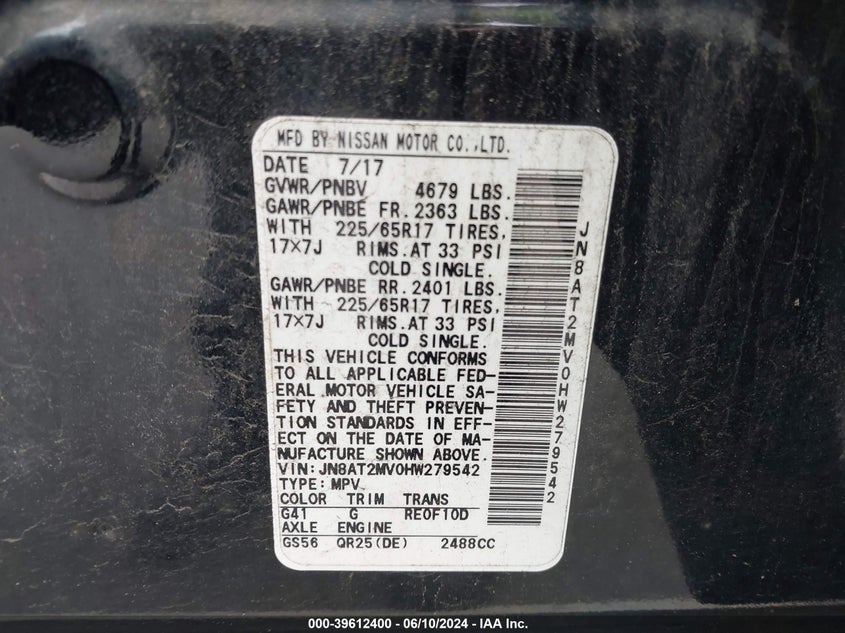 MFD BY NISSAN MOTOR CO.,LTD.
DATE 7/17
GVWR/PNBV 4679 LBS.
GAWR/PNBE FR. 2363 LBS.
WITH 225/65R17 TIRES,
17×7J RIMS.AT 33 PSI
COLD SINGLE.
GAWR/PNBE RR. 2401 LBS.
WITH 225/65R17 TIRES,
17×7J RIMS.AT 33 PSI
COLD SINGLE.
THIS VEHICLE CONFORMS
TO ALL APPLICABLE FED-
ERAL MOTOR VEHICLE SA-
FETY AND THEFT PREVEN-
TION STANDARDS IN EFF-
ECT ON THE DATE OF MA-
NUFACTURE SHOWN ABOVE.
VIN: JN8AT2MV0HW279542
TYPE: MPV
COLOR TRIM TRANS
G41 G RE0F10D
AXLE ENGINE
GS56 QR25(DE) 2488CC
JN8AT2MV0HW279542
000-39612400 - 06/10/2024 - IAA Inc.